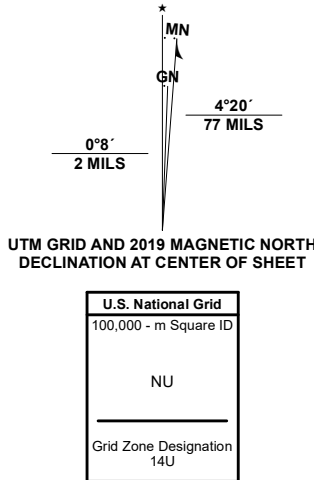 ★
MN
GN
0°8´
2 MILS
4°20´
77 MILS
UTM GRID AND 2019 MAGNETIC NORTH
DECLINATION AT CENTER OF SHEET
U.S. National Grid
100,000 - m Square ID
NU
Grid Zone Designation
14U